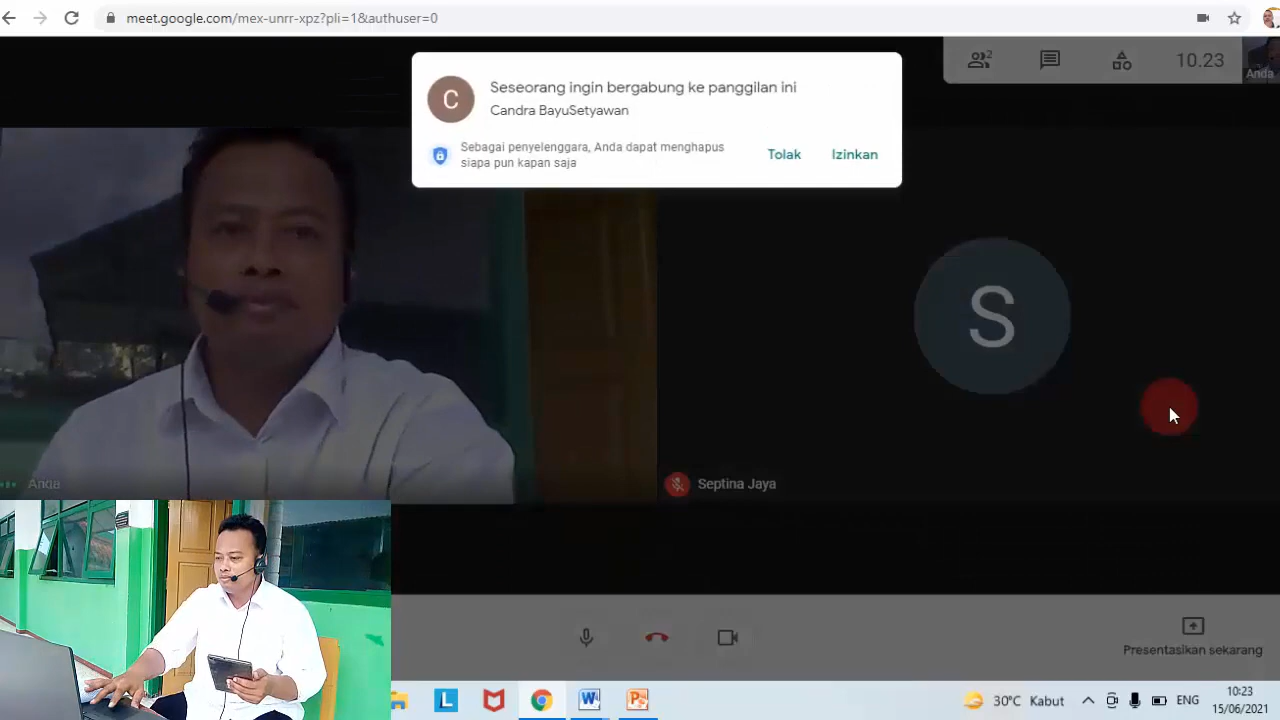 meet.google.com/mex-unrr-xpz?pli=1&authuser=0
Seseorang ingin bergabung ke panggilan ini
C
Candra BayuSetyawan
Sebagai penyelenggara, Anda dapat menghapus
siapa pun kapan saja
Tolak
Izinkan
2
10.23
Anda
S
Anda
Septina Jaya
Presentasikan sekarang
L
W
P
30°C Kabut
ENG
10:23
15/06/2021